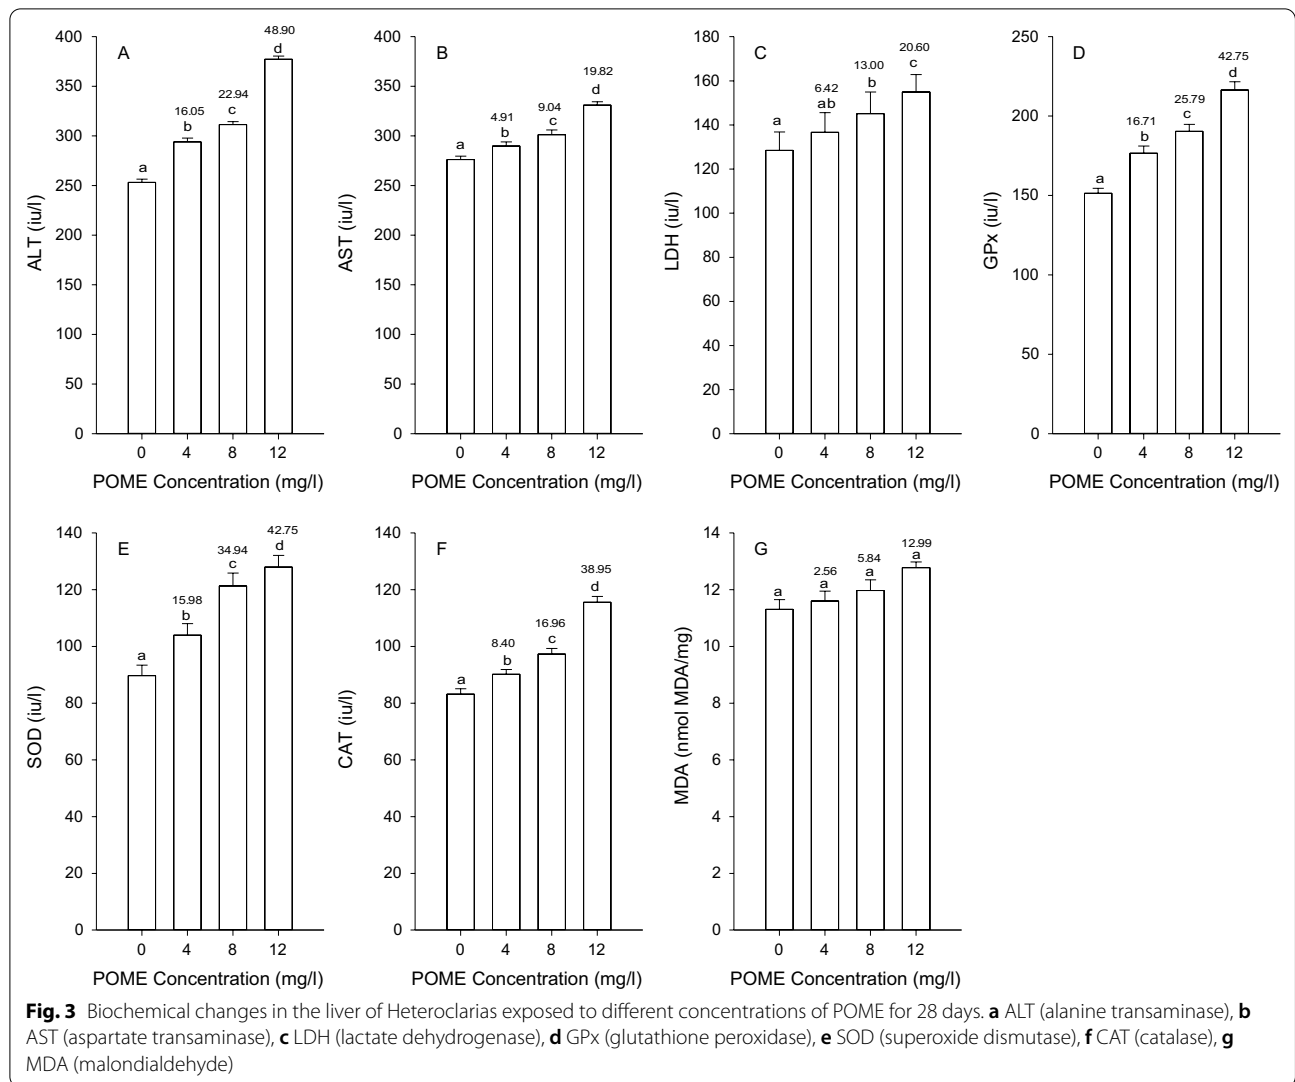 A
400
350
300
250
200
150
100
50
0
ALT (iu/l)
a
16.05
b
22.94
c
48.90
d
0 4 8 12
POME Concentration (mg/l)
B
400
350
300
250
200
150
100
50
0
AST (iu/l)
a
4.91
b
9.04
c
19.82
d
0 4 8 12
POME Concentration (mg/l)
C
180
160
140
120
100
80
60
40
20
0
LDH (iu/l)
a
6.42
ab
13.00
b
20.60
c
0 4 8 12
POME Concentration (mg/l)
D
250
200
150
100
50
0
GPx (iu/l)
a
16.71
b
25.79
c
42.75
d
0 4 8 12
POME Concentration (mg/l)
E
140
120
100
80
60
40
20
0
SOD (iu/l)
a
15.98
b
34.94
c
42.75
d
0 4 8 12
POME Concentration (mg/l)
F
140
120
100
80
60
40
20
0
CAT (iu/l)
a
8.40
b
16.96
c
38.95
d
0 4 8 12
POME Concentration (mg/l)
G
14
12
10
8
6
4
2
0
MDA (nmol MDA/mg)
a
2.56
a
5.84
a
12.99
a
0 4 8 12
POME Concentration (mg/l)
Fig. 3 Biochemical changes in the liver of Heteroclarias exposed to different concentrations of POME for 28 days. a ALT (alanine transaminase), b
AST (aspartate transaminase), c LDH (lactate dehydrogenase), d GPx (glutathione peroxidase), e SOD (superoxide dismutase), f CAT (catalase), g
MDA (malondialdehyde)